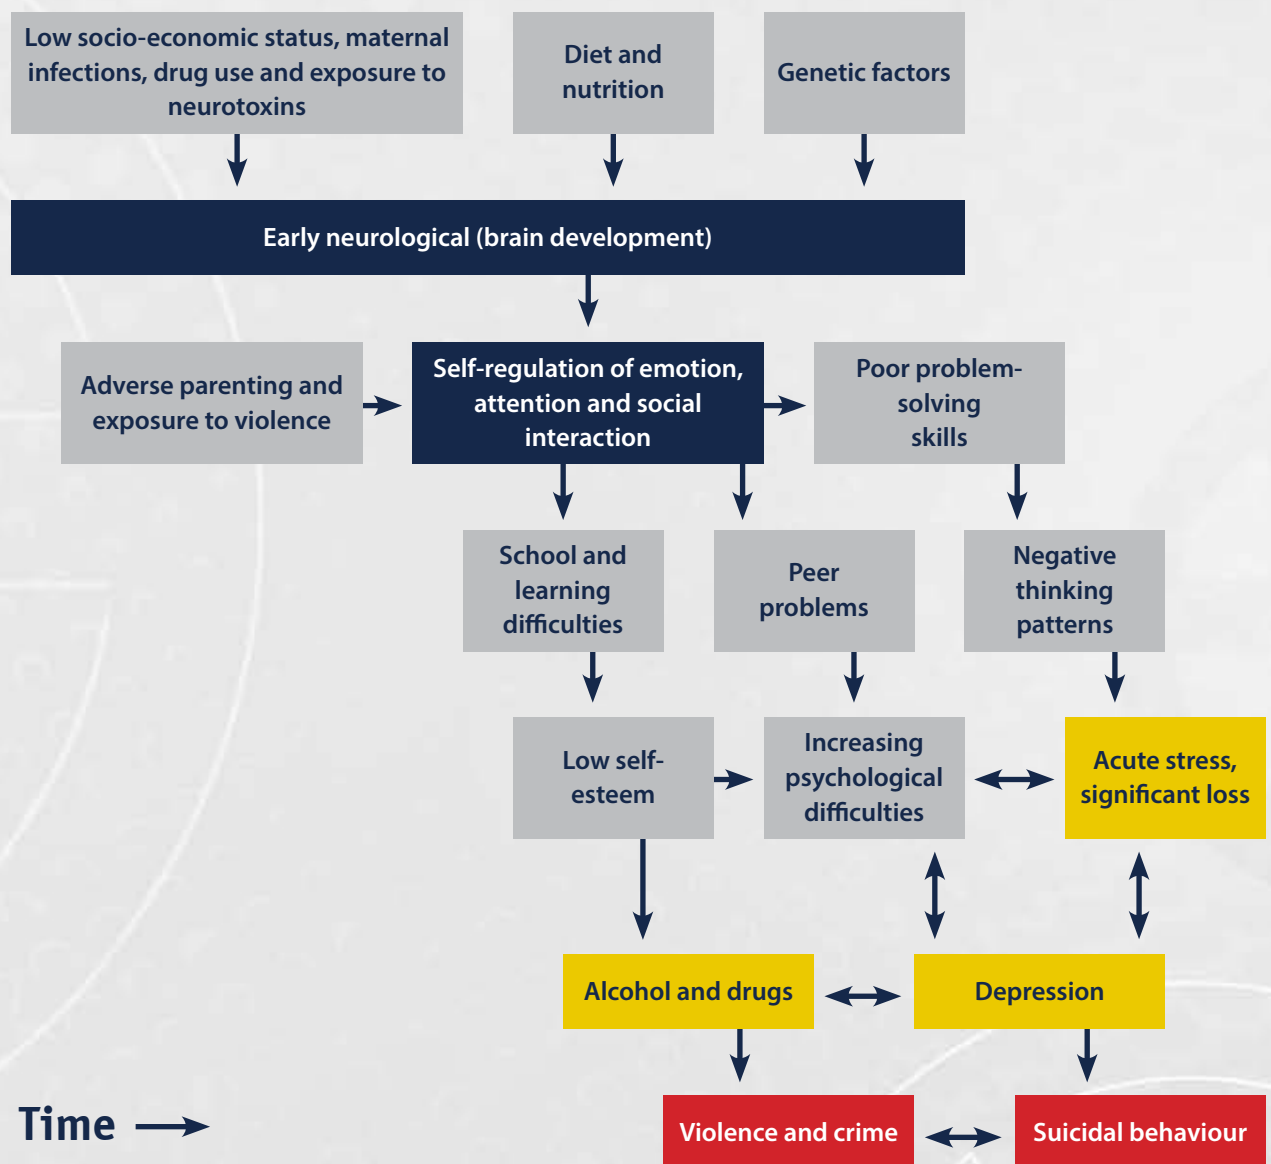 Low socio-economic status, maternal
infections, drug use and exposure to
neurotoxins
Diet and
nutrition
Genetic factors
Early neurological (brain development)
Adverse parenting and
exposure to violence
Self-regulation of emotion,
attention and social
interaction
Poor problem-
solving
skills
School and
learning
difficulties
Peer
problems
Negative
thinking
patterns
Low self-
esteem
Increasing
psychological
difficulties
Acute stress,
significant loss
Alcohol and drugs
Depression
Time
Violence and crime
Suicidal behaviour